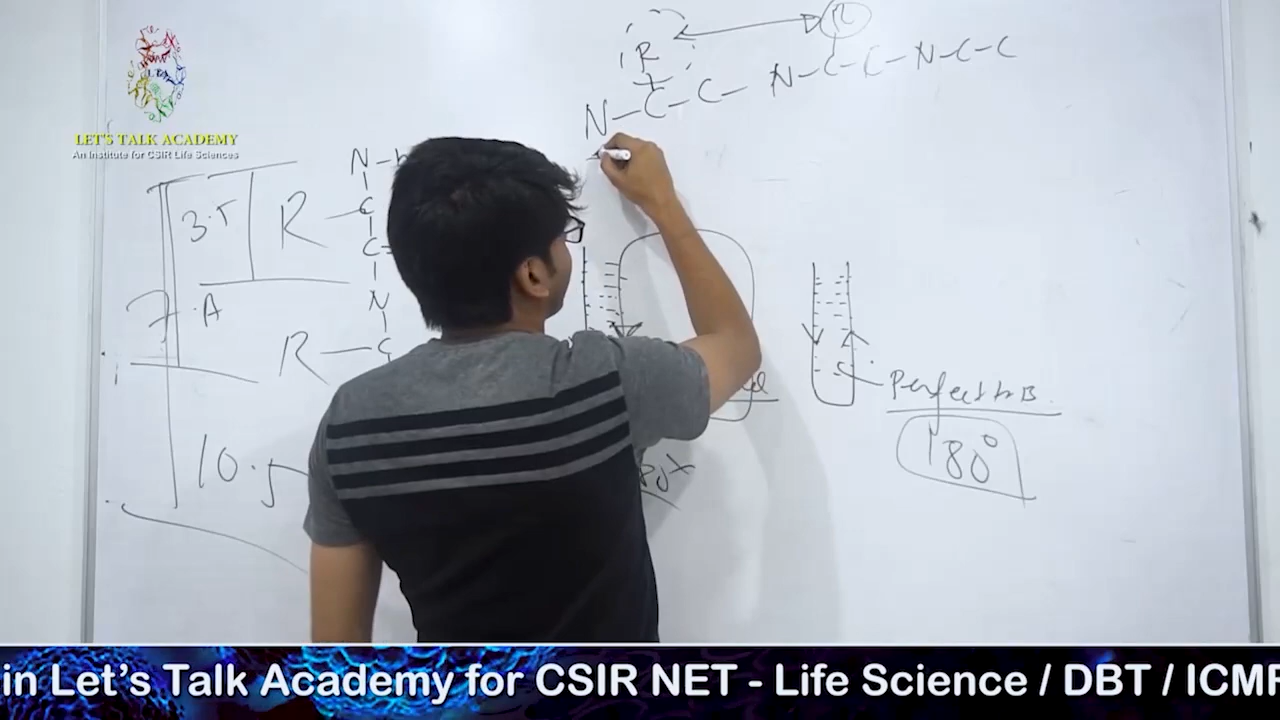 LET'S TALK ACADEMY
An Institute for CSIR Life Sciences
R
R
N-C-C-N-C-C-N-C-C
N-
3.5
R
C
C
N
7.A
R
C
10.5
Perfect
180°
in Let's Talk Academy for CSIR NET - Life Science / DBT / ICMR